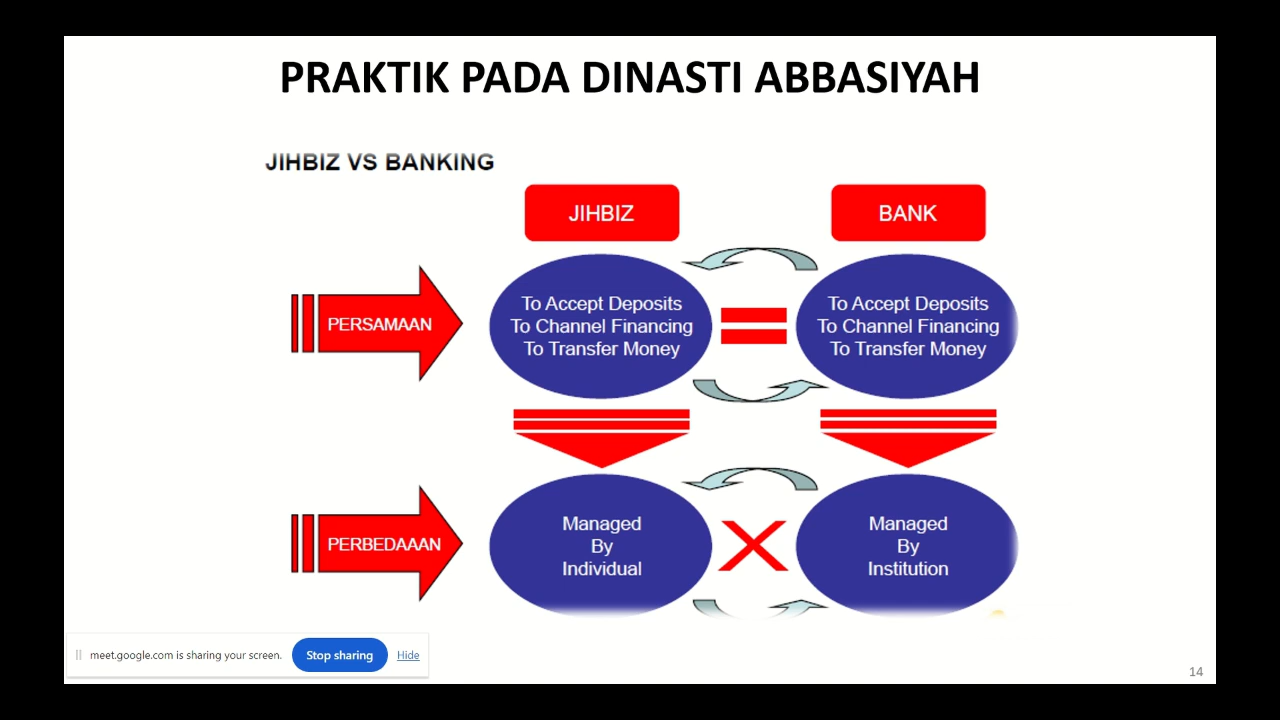 PRAKTIK PADA DINASTI ABBASIYAH
JIHBIZ VS BANKING
JIHBIZ
BANK
PERSAMAAN
To Accept Deposits
To Channel Financing
To Transfer Money
To Accept Deposits
To Channel Financing
To Transfer Money
PERBEDAAAN
Managed
By
Individual
Managed
By
Institution
meet.google.com is sharing your screen.
Stop sharing
Hide
14